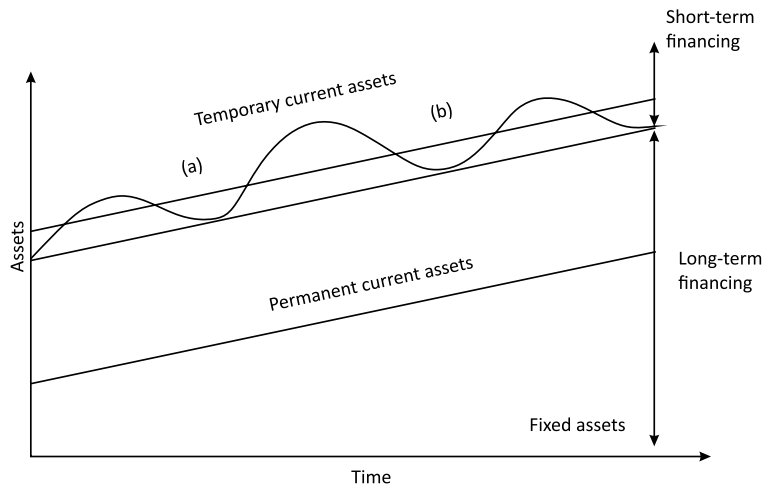 Short-term
financing
Temporary current assets
(b)
(a)
Assets
Permanent current assets
Long-term
financing
Fixed assets
Time